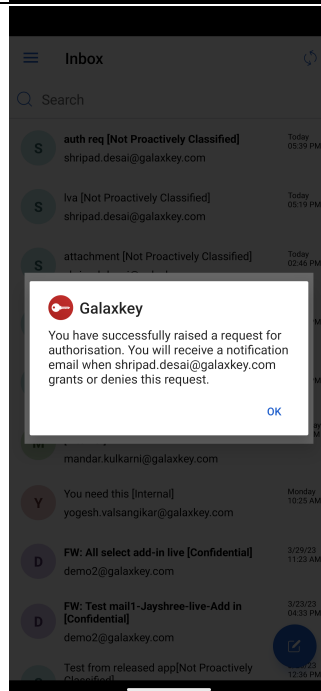 Inbox
Search
S
auth req [Not Proactively Classified]
Today
05:39 PM
shripad.desai@galaxkey.com
S
Iva [Not Proactively Classified]
Today
05:19 PM
shripad.desai@galaxkey.com
S
attachment [Not Proactively Classified]
Today
02:46 PM
Galaxkey
You have successfully raised a request for
authorisation. You will receive a notification
email when shripad.desai@galaxkey.com
grants or denies this request.
OK
M
mandar.kulkarni@galaxkey.com
Y
You need this [Internal]
Monday
10:25 AM
yogesh.valsangikar@galaxkey.com
D
FW: All select add-in live [Confidential]
3/29/23
11:23 AM
demo2@galaxkey.com
D
FW: Test mail1-Jayshree-live-Add in
[Confidential]
3/23/23
04:33 PM
demo2@galaxkey.com
Test from released app[Not Proactively
Classified]
12:36 PM